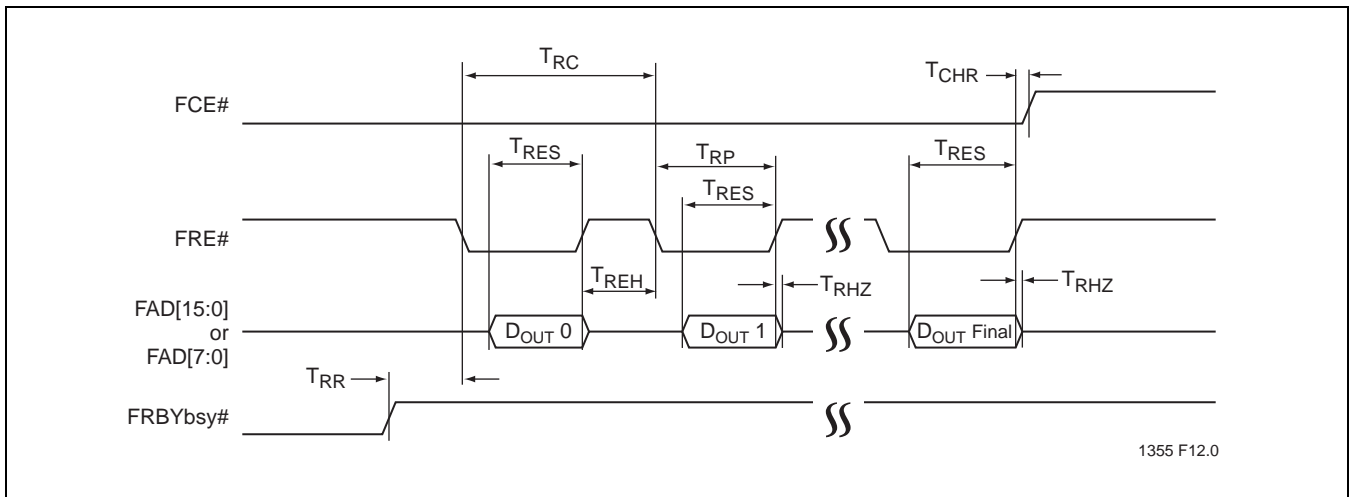 TRC
TCHR
FCE#
TRES
TRP
TRES
TRES
FRE#
TREH
TRHZ
TRHZ
FAD[15:0]
or
FAD[7:0]
DOUT 0
DOUT 1
DOUT Final
TRR
FRBYbsy#
1355 F12.0